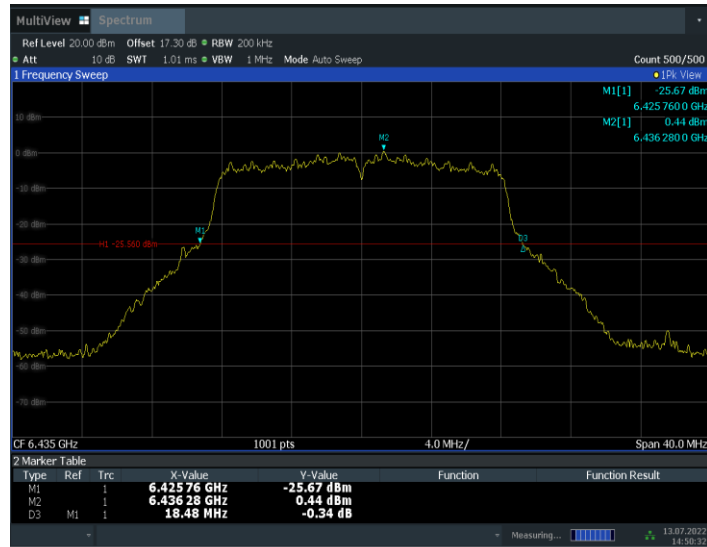 MultiView Spectrum
Ref Level 20.00 dBm Offset 17.30 dB RBW 200 kHz
Att 10 dB SWT 1.01 ms VBW 1 MHz Mode Auto Sweep Count 500/500
1 Frequency Sweep 1Pk View
M1[1] -25.67 dBm
6.425 760 0 GHz
M2[1] 0.44 dBm
6.436 280 0 GHz
10 dBm
M2
0 dBm
-10 dBm
-20 dBm
M1
D3
H1 -25.560 dBm
-30 dBm
-40 dBm
-50 dBm
-60 dBm
-70 dBm
CF 6.435 GHz 1001 pts 4.0 MHz/ Span 40.0 MHz
2 Marker Table
Type Ref Trc X-Value Y-Value Function Function Result
M1 1 6.425 76 GHz -25.67 dBm
M2 1 6.436 28 GHz 0.44 dBm
D3 M1 1 18.48 MHz -0.34 dB
Measuring... 13.07.2022
14:50:32